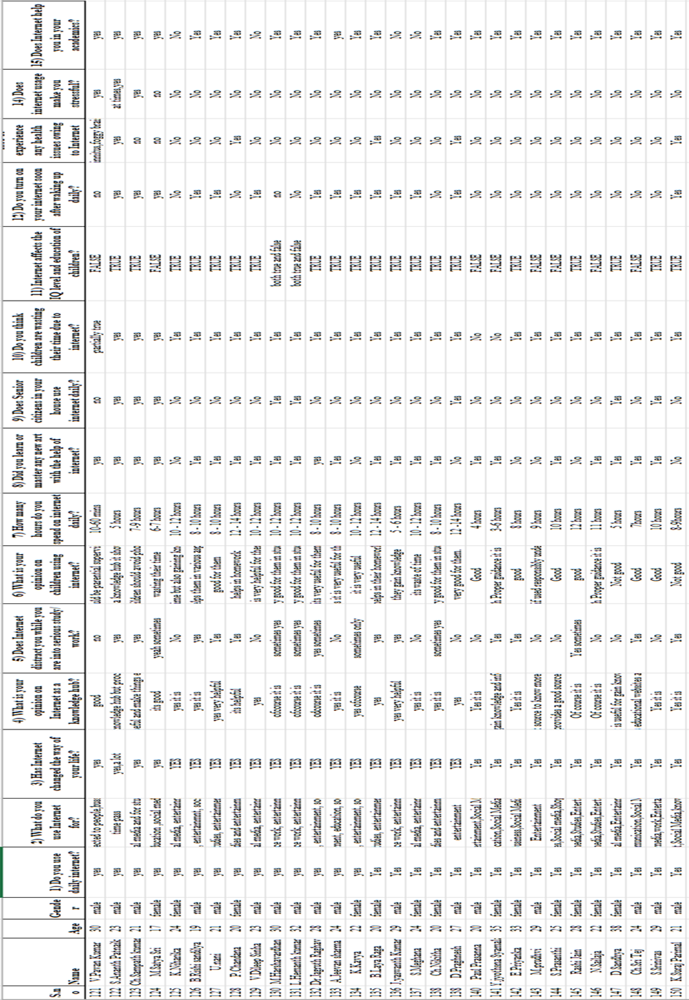 Sn o Name Age Gende r 1) Do you use daily internet? 2) What do you use Internet for? 3) Has Internet changed the way of your life? 4) What is your opinion on Internet as a knowledge hub? 5) Does Internet distract you while you are into serious study/ work? 6) What is your opinion on children using internet? 7) How many hours do you spend on internet daily? 8) Did you learn or master any new art with the help of internet? 9) Does Senior citizens in your house use internet daily? 10) Do you think children are wasting their time due to internet? 11) Internet affects the IQ level and education of children? 12) Do you turn on your internet soon after waking up daily? experience any health issues owing to Internet 14) Does internet usage make you stressful? 15) Does Internet help you in your academics?
121 V.Pavan Kumar 30 male yes ected to people,bus yes good no uld be parental supervi 10-60 mins yes no partially true FALSE no innitus,foggy brai yes yes
122 S.Ananth Patnaik 23 male yes time pass yes,a lot nowledge hub but proc yes a knowledge hub it shou 5 hours yes yes yes TRUE yes yes at times,yes yes
123 Ch.Sampath kumar 21 male yes al media and for stu yes eful and make things e yes ildren should avoid pho 7-9 hours yes yes yes TRUE yes no yes yes
124 M.Satya Sri 17 female yes lucation ,social med yes its good yeah sometimes wasting their time 6-7 hours yes yes yes FALSE yes no no yes
125 K.Niharika 24 female yes al media, entertainm YES yes it is No ime but also gaining kn 10 - 12 hours No No Yes TRUE No No No No
126 B.Rishi sandilya 19 male yes , entertainmnt, soc YES yes it is yes lps them in various asp 8 - 10 hours Yes No Yes TRUE Yes No No Yes
127 U.nani 21 male yes udies, entertainmen YES yes very helpful Yes good for them 8 - 10 hours Yes No Yes TRUE Yes No No Yes
128 P.Chandana 20 female yes dies and entertainm YES its helpful Yes helps in homework 12 - 14 hours Yes No Yes TRUE No Yes No Yes
129 V.Deep Sinha 23 male yes al media, entertainm YES yes No is very helpful for the 10 - 12 hours Yes No Yes TRUE Yes No No No
130 M.Harshavardhan 30 male yes ce work, entertainm YES ofcourse it is sometimes yes y good for them in stu 10 - 12 hours Yes Yes Yes both true and false no No No Yes
131 L.Hemanth kumar 32 male yes ce work, entertainm YES ofcourse it is sometimes yes y good for them in stu 10 - 12 hours Yes Yes Yes both true and false No No No Yes
132 Dr.Jagruth Raghav 28 male yes , entertainment, so YES ofcourse it is yes sometimes its very useful for them 8 - 10 hours yes No Yes TRUE Yes No No Yes
133 A.Jeevan sharma 24 male yes ment, education, so YES yes it is No s it is very useful for th 8 - 10 hours Yes No Yes TRUE Yes No No yes
134 K.Kavya 22 female yes , entertainment, so YES yes ofcourse sometimes only it is very useful 10 - 12 hours No No Yes TRUE Yes No No Yes
135 B.Laya Raga 20 female Yes udies, entertainmen YES yes yes elps in their homeworl 12 - 14 hours Yes No Yes TRUE Yes Yes No Yes
136 J.yaswanth Kumar 29 male Yes ce work, entertainm YES yes very helpful yes they gain knowledge 5 - 6 hours Yes No Yes TRUE Yes No No No
137 S.Meghana 24 female Yes al media, entertainm YES yes it is No its waste of time 10 - 12 hours Yes No Yes TRUE Yes No No No
138 Ch.Nikitha 20 female Yes dies and entertainm YES yes it is sometimes yes y good for them in stu 8 - 10 hours Yes No Yes TRUE No No No Yes
138 D.Pragnesh 27 male Yes entertainment YES yes No very good for them. 12 -14 hours No Yes Yes TRUE Yes Yes No Yes
140 Paul Prasanna 20 male Yes ertainment,Social M Yes Yes it is No Good 4 hours Yes No No FALSE No No No Yes
141 Y.jyothsna Syamala 35 female Yes cation,Social Media Yes gain knowledge and inf Yes h Proper guidance it is 3-6 hours Yes No No FALSE No No No Yes
142 E.Priyanka 33 female Yes usiness,Social Medi Yes Yes it is Yes good 8 hours No No Yes TRUE No No No Yes
143 M.prudhvi 29 male Yes Entertainment Yes source to know more No if used responsibly unde 9 hours No No Yes FALSE No No No Yes
144 S.Prasanthi 25 female Yes es,Social media,Shop Yes rovides a good source No Good 10 hours Yes No Yes FALSE No No No Yes
145 Rashi Jain 28 female Yes edia,Studies,Entert Yes Of course it is Yes sometimes good 12 hours No No Yes TRUE No No No Yes
146 N.Sailaja 22 female Yes edia,Studies,Entert Yes Of course it is No h Proper guidance it is 11 hours Yes No Yes FALSE No No No Yes
147 D.Sandhya 38 female Yes al media,Entertainm Yes is useful for gain know No Not good 5 hours Yes Yes Yes TRUE No No No Yes
148 Ch.Sri Tej 24 male Yes munication,Social M Yes educational websites a Yes Good 7hours Yes No No FALSE No No No Yes
149 S.Srinivas 29 male Yes media,work,Enterta Yes Yes it is No Good 10 hours Yes Yes Yes TRUE No No No Yes
150 K.Suraj Parimal 21 male Yes t,Social Media,know Yes Yes it is Yes Not good 8-9hours No No Yes TRUE Yes Yes No Yes